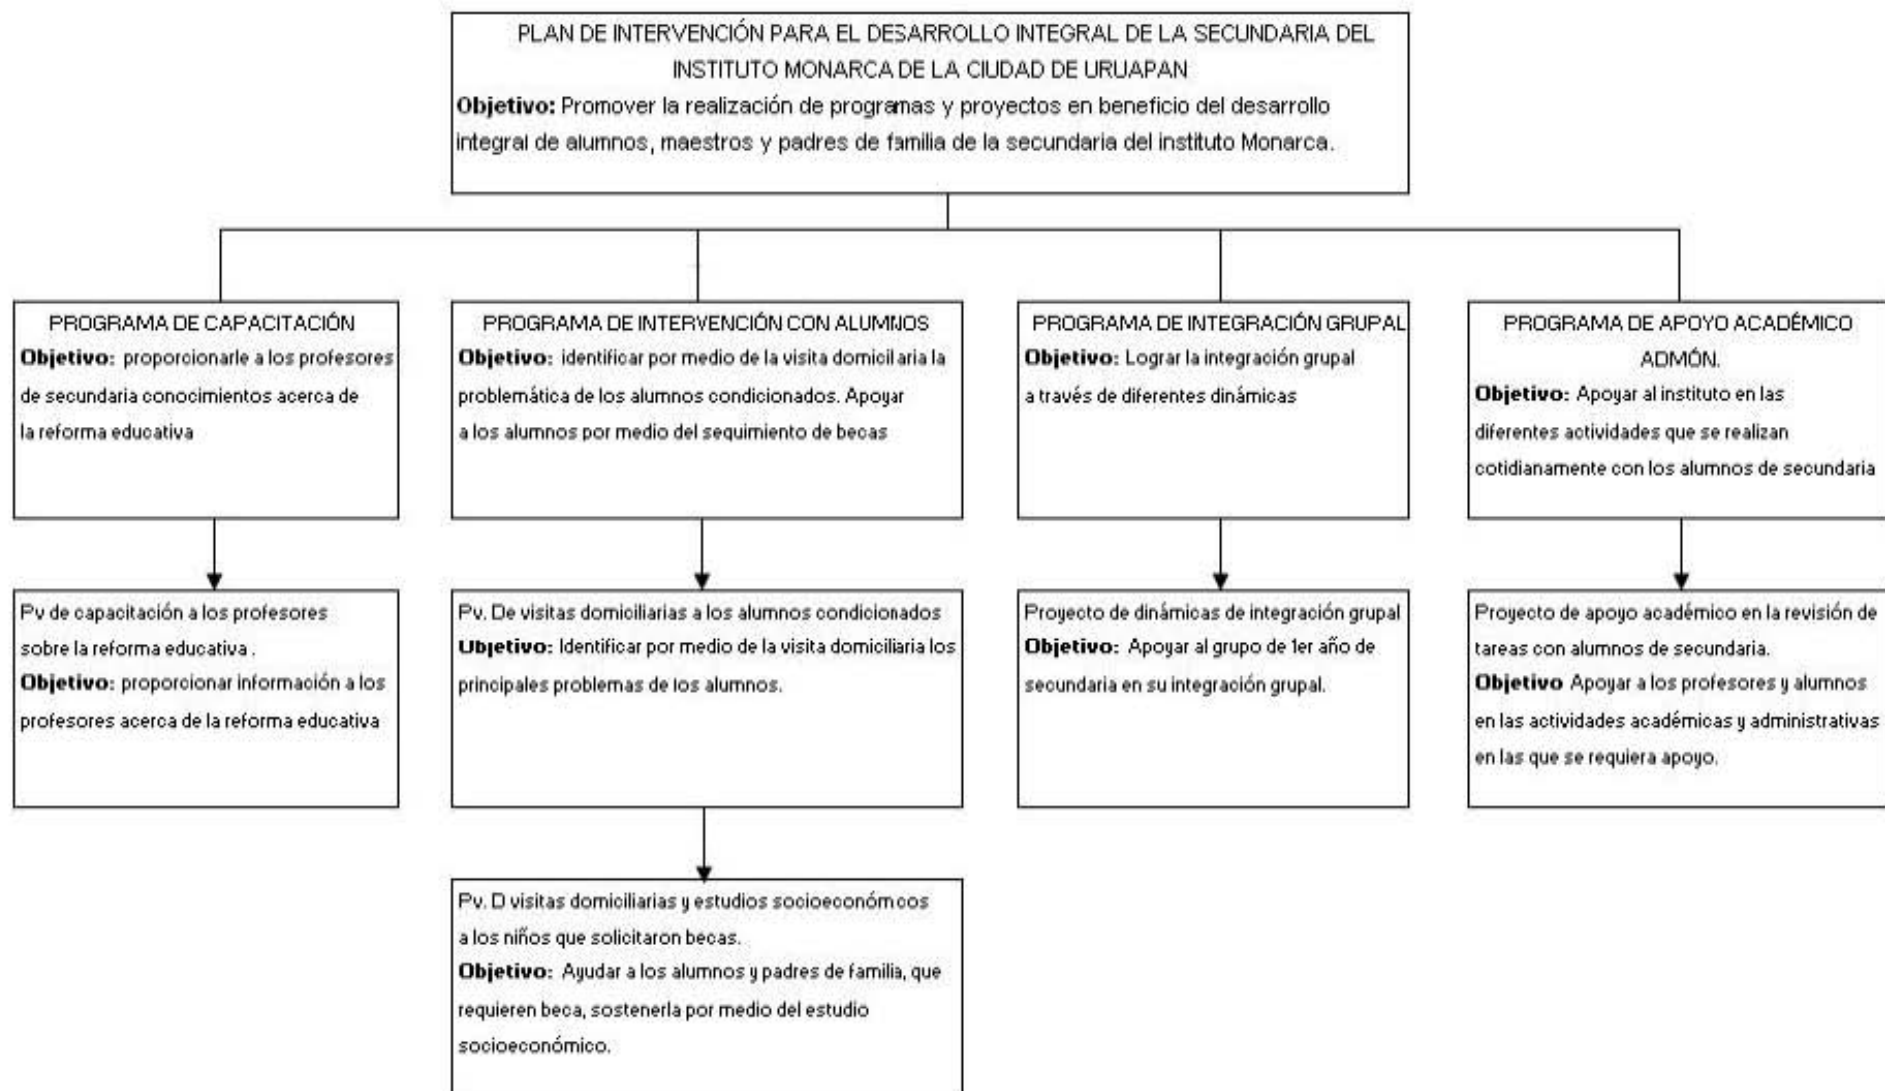 PLAN DE INTERVENCIÓN PARA EL DESARROLLO INTEGRAL DE LA SECUNDARIA DEL
INSTITUTO MONARCA DE LA CIUDAD DE URUAPAN
Objetivo: Promover la realización de programas y proyectos en beneficio del desarrollo
integral de alumnos, maestros y padres de familia de la secundaria del instituto Monarca.
PROGRAMA DE CAPACITACIÓN
Objetivo: proporcionarle a los profesores
de secundaria conocimientos acerca de
la reforma educativa
PROGRAMA DE INTERVENCIÓN CON ALUMNOS
Objetivo: identificar por medio de la visita domiciliaria la
problemática de los alumnos condicionados. Apoyar
a los alumnos por medio del seguimiento de becas
PROGRAMA DE INTEGRACIÓN GRUPAL
Objetivo: Lograr la integración grupal
a través de diferentes dinámicas
PROGRAMA DE APOYO ACADÉMICO
ADMÓN.
Objetivo: Apoyar al instituto en las
diferentes actividades que se realizan
cotidianamente con los alumnos de secundaria
Py de capacitación a los profesores
sobre la reforma educativa .
Objetivo: proporcionar información a los
profesores acerca de la reforma educativa
Py. De visitas domiciliarias a los alumnos condicionados
Objetivo: Identificar por medio de la visita domiciliaria los
principales problemas de los alumnos.
Proyecto de dinámicas de integración grupal
Objetivo: Apoyar al grupo de 1er año de
secundaria en su integración grupal.
Proyecto de apoyo académico en la revisión de
tareas con alumnos de secundaria.
Objetivo Apoyar a los profesores y alumnos
en las actividades académicas y administrativas
en las que se requiera apoyo.
Py. D visitas domiciliarias y estudios socioeconómicos
a los niños que solicitaron becas.
Objetivo: Ayudar a los alumnos y padres de familia, que
requieren beca, sostenerla por medio del estudio
socioeconómico.